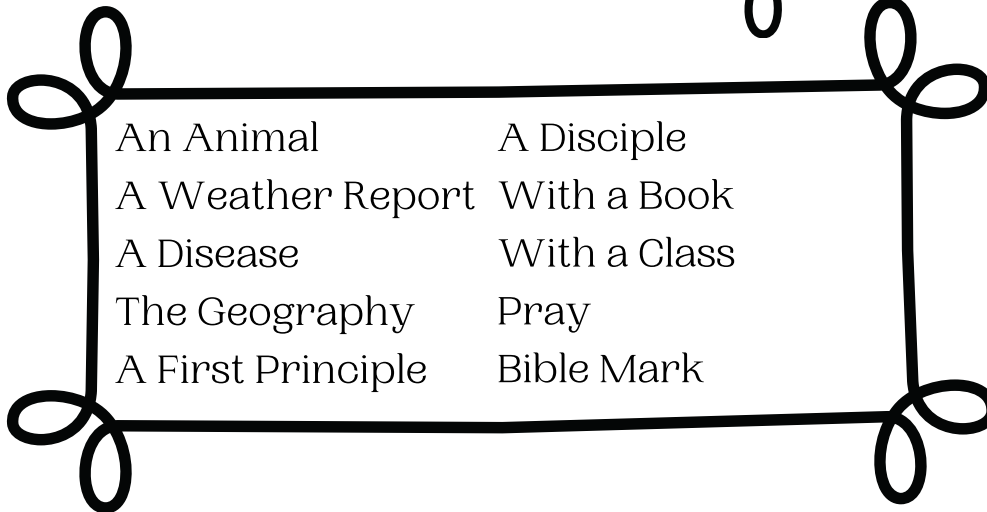 An Animal
A Weather Report
A Disease
The Geography
A First Principle
A Disciple
With a Book
With a Class
Pray
Bible Mark